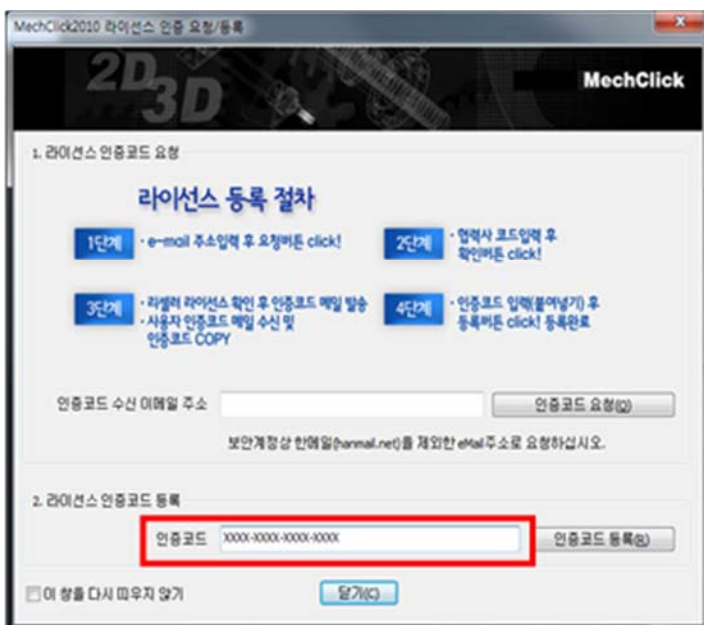 MechClick2010 라이선스 인증 요청/등록
2D
3D
MechClick
1. 라이선스 인증코드 요청
라이선스 등록 절차
1단계
· e-mail 주소입력 후 요청버튼 click!
2단계
· 협력사 코드입력 후
확인버튼 click!
3단계
· 리셀러 라이선스 확인 후 인증코드 메일 발송
· 사용자 인증코드 메일 수신 및
인증코드 COPY
4단계
· 인증코드 입력(붙여넣기) 후
등록버튼 click! 등록완료
인증코드 수신 이메일 주소
인증코드 요청(Q)
보안계정상 한메일(hanmail.net)을 제외한 eMail주소로 요청하십시오.
2. 라이선스 인증코드 등록
인증코드
XXXX-XXXX-XXXX-XXXX
인증코드 등록(R)
이 창을 다시 띄우지 않기
닫기(C)